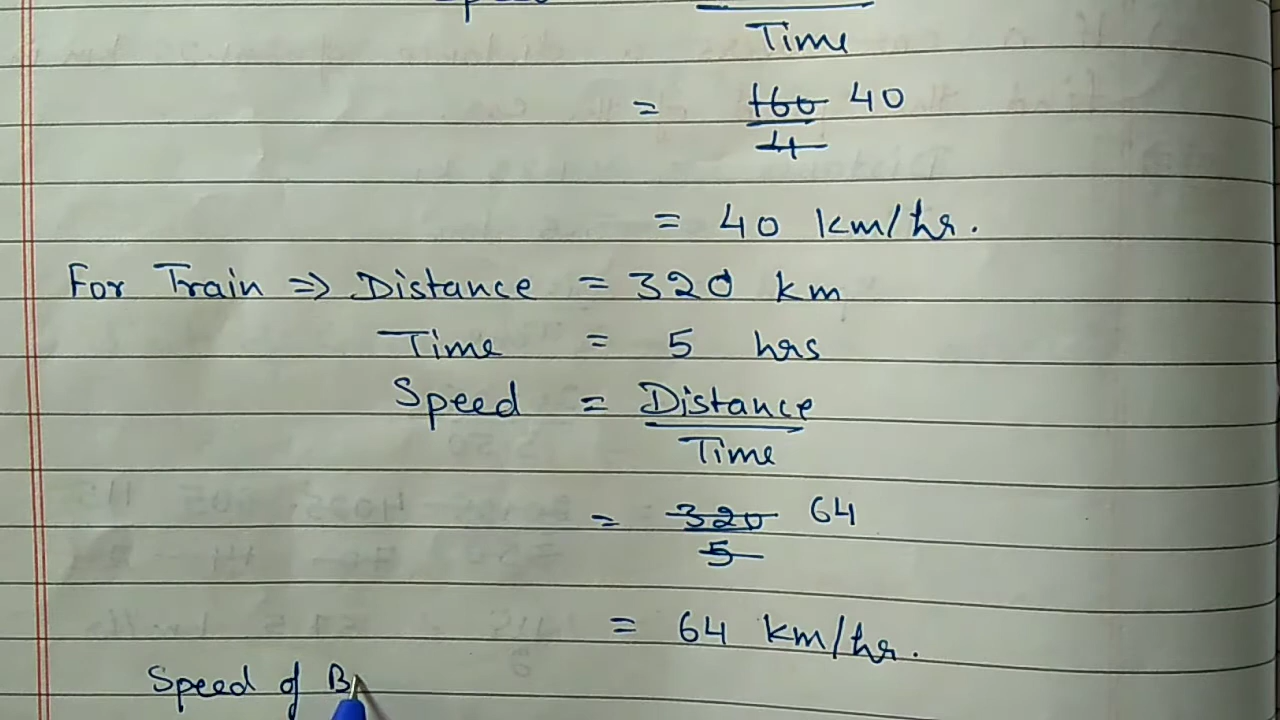 Time
= 160 40
4
= 40 km/hr.
For Train => Distance = 320 km
Time = 5 hrs
Speed = Distance
Time
= 320 64
5
= 64 km/hr.
Speed of B